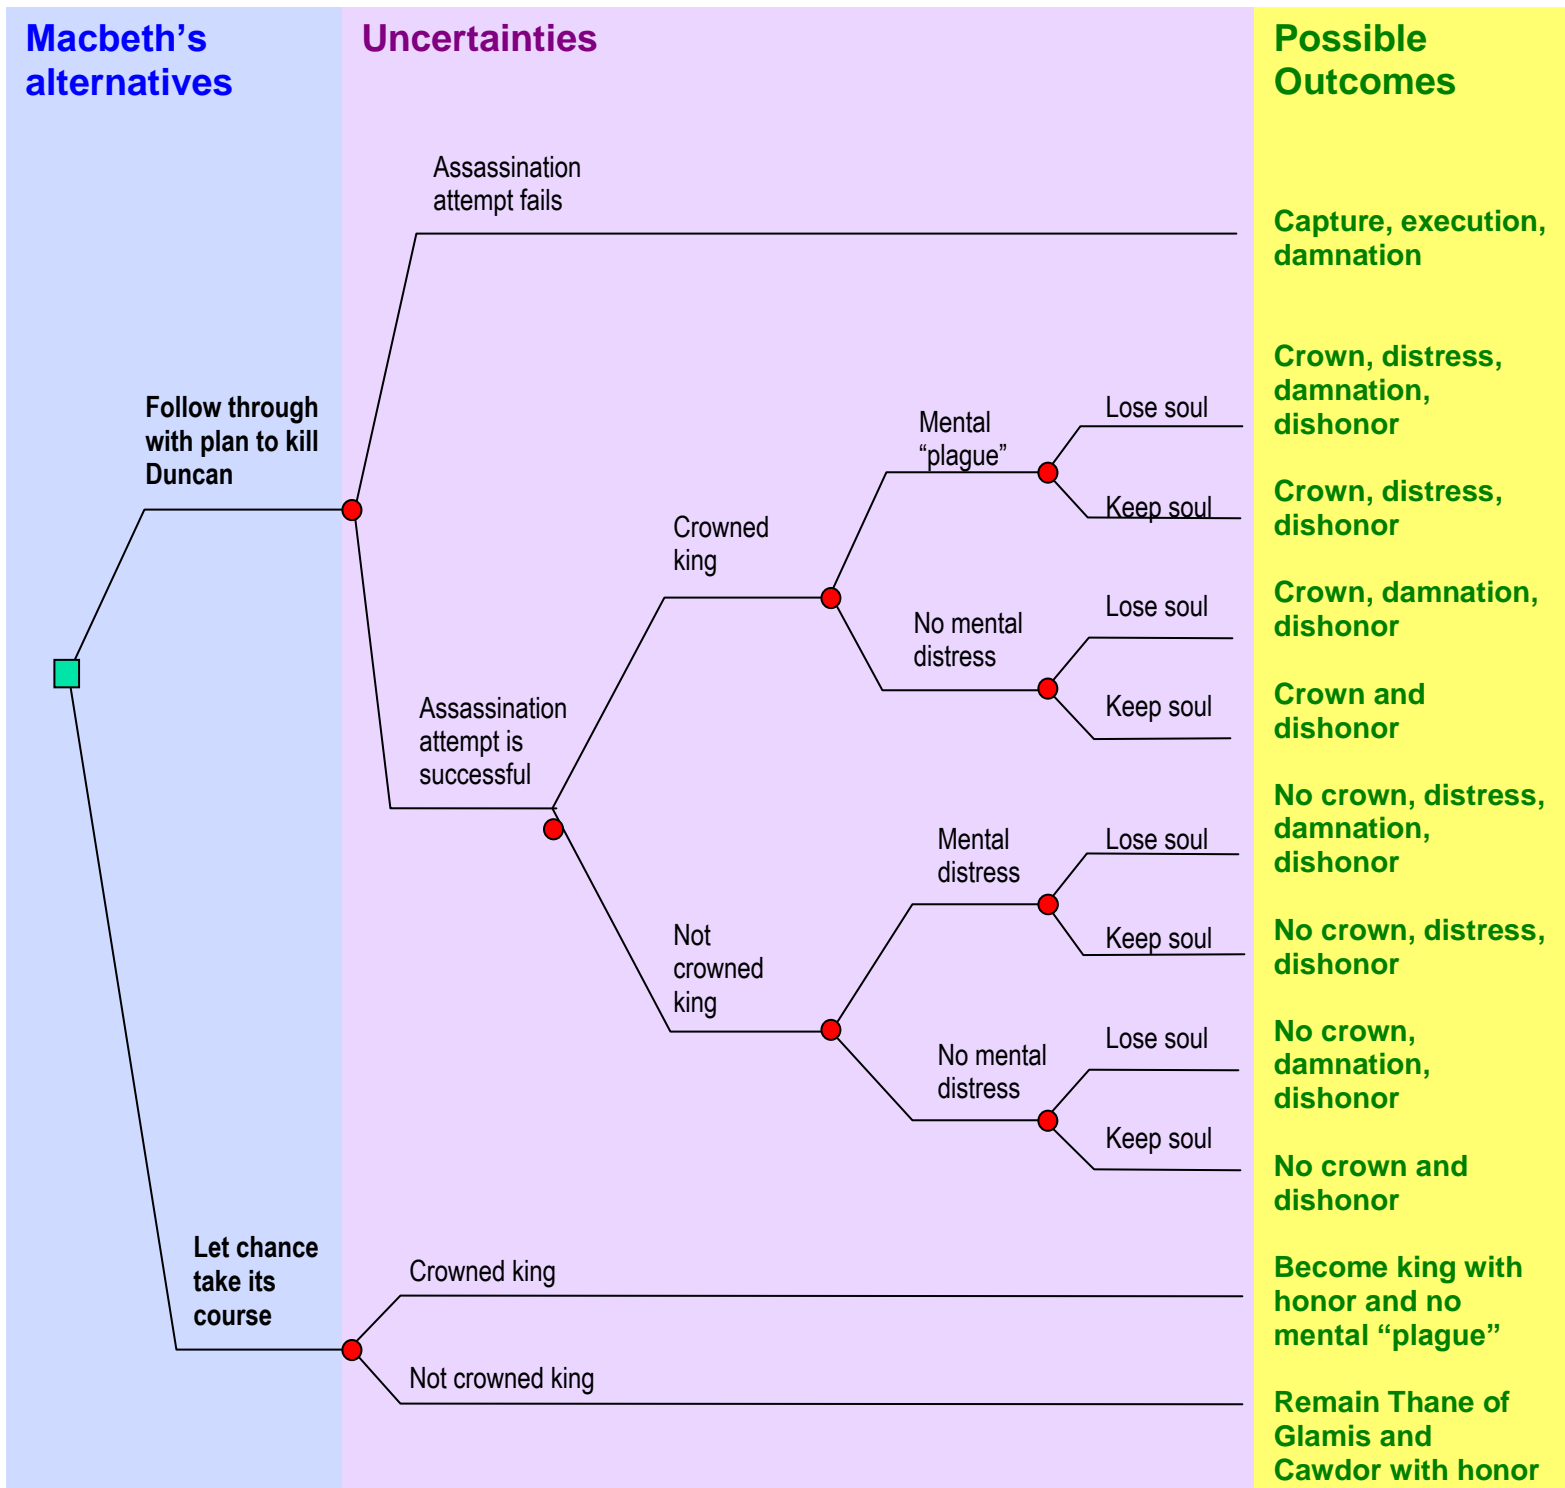 Macbeth’s
alternatives
Uncertainties
Possible
Outcomes
Assassination
attempt fails
Capture, execution,
damnation
Follow through
with plan to kill
Duncan
Crowned
king
Mental
“plague”
Lose soul
Crown, distress,
damnation,
dishonor
Keep soul
Crown, distress,
dishonor
No mental
distress
Lose soul
Crown, damnation,
dishonor
Keep soul
Crown and
dishonor
Assassination
attempt is
successful
Not
crowned
king
Mental
distress
Lose soul
No crown, distress,
damnation,
dishonor
Keep soul
No crown, distress,
dishonor
No mental
distress
Lose soul
No crown,
damnation,
dishonor
Keep soul
No crown and
dishonor
Let chance
take its
course
Crowned king
Become king with
honor and no
mental “plague”
Not crowned king
Remain Thane of
Glamis and
Cawdor with honor